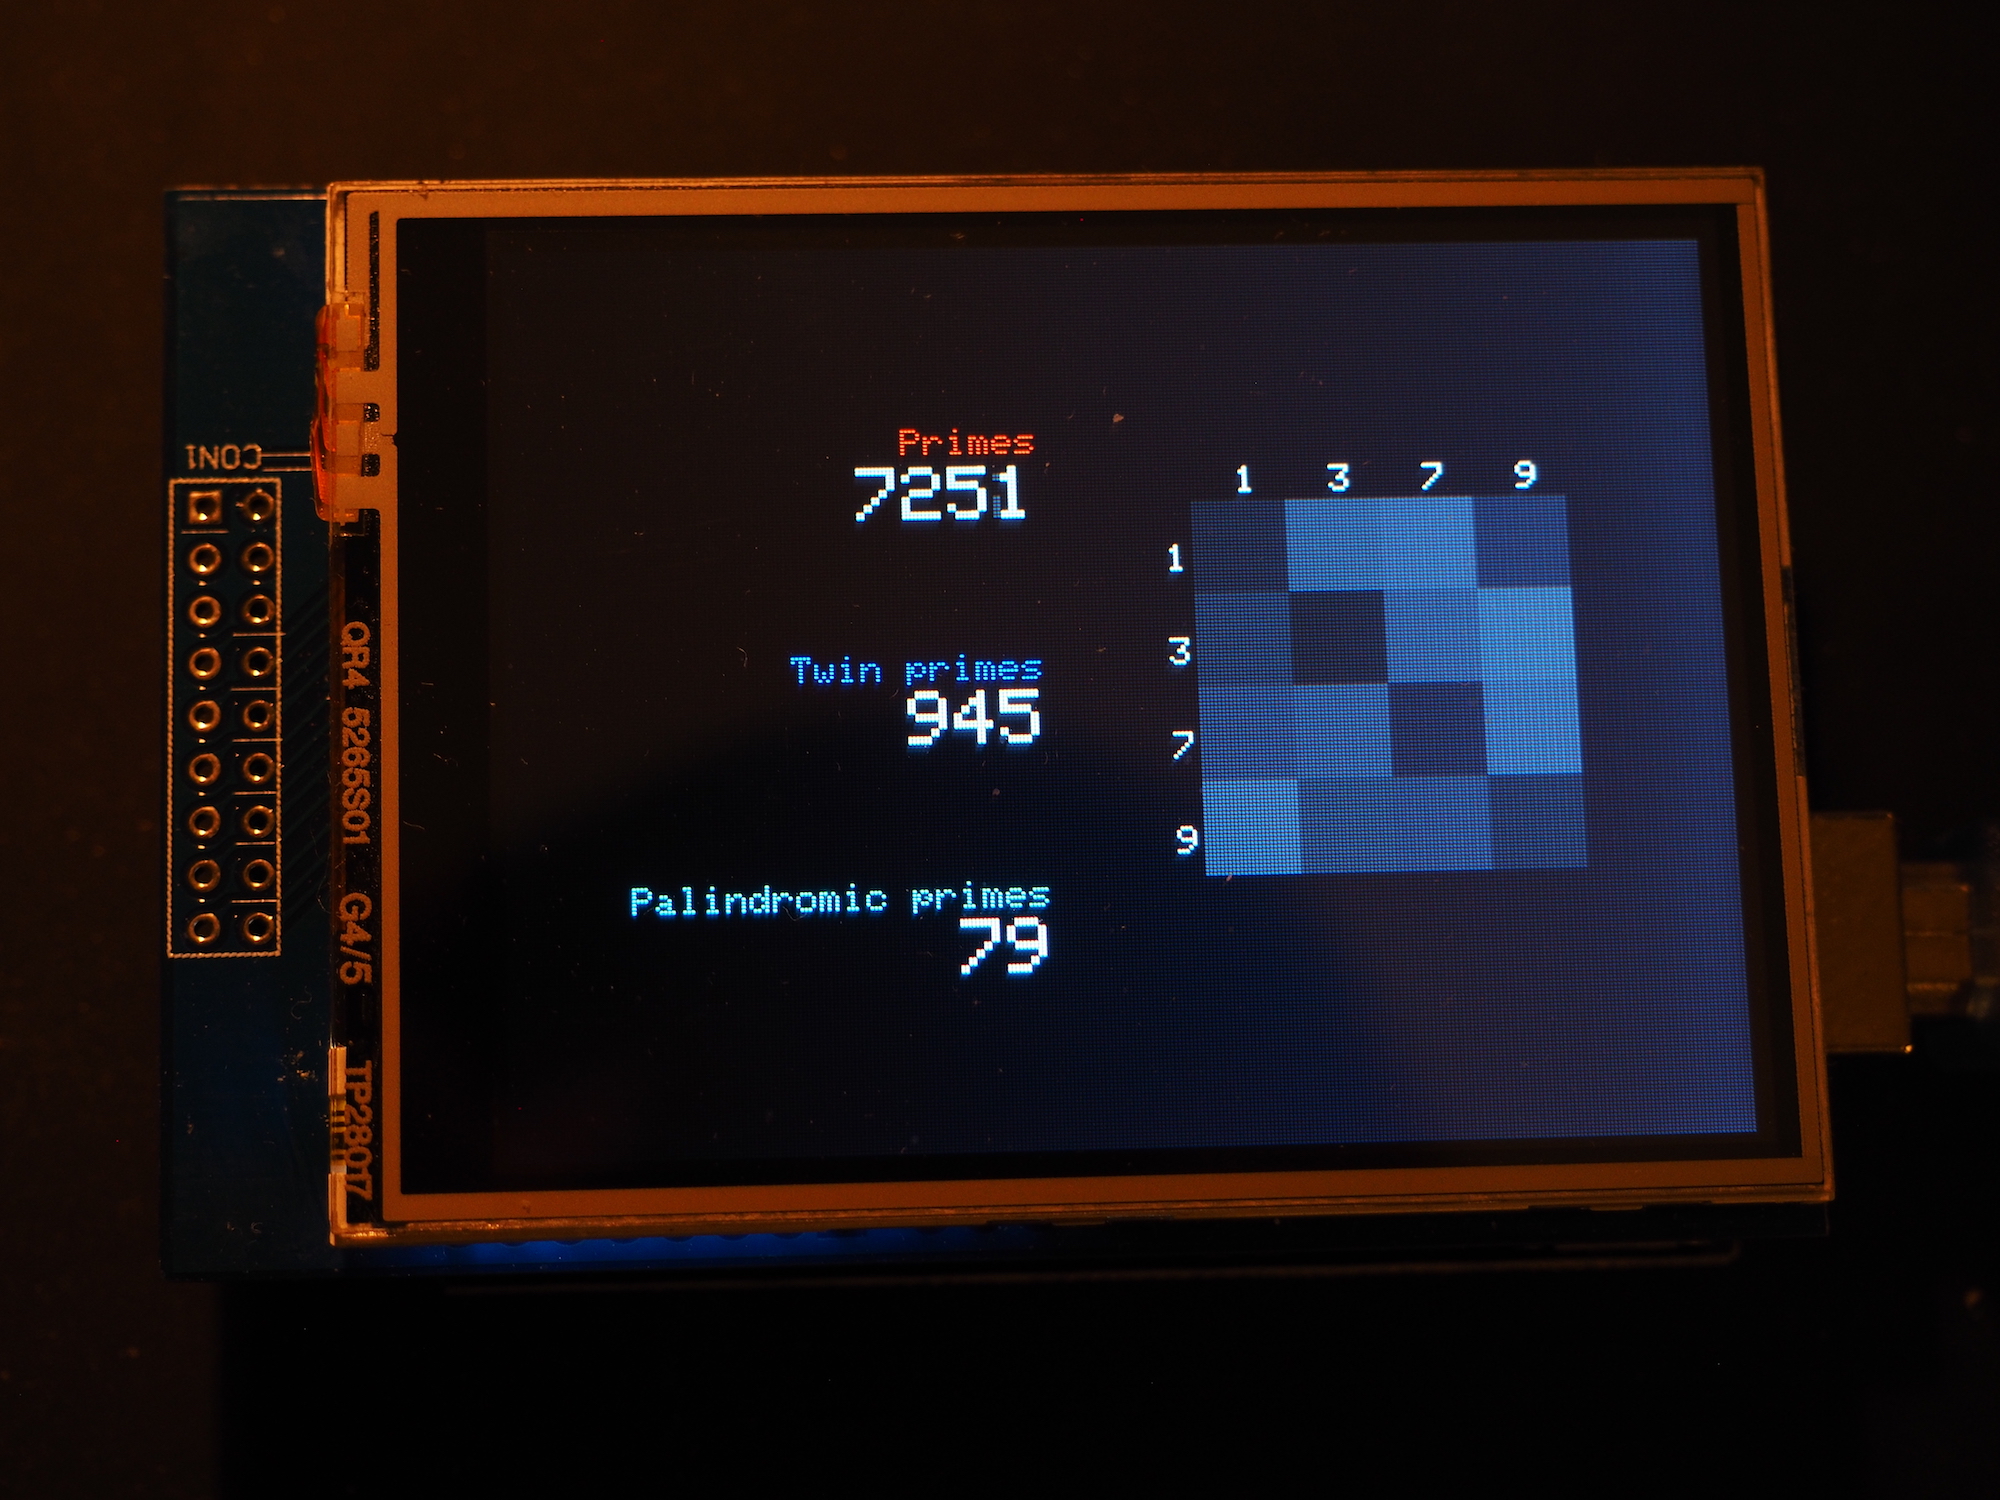 CON1
QR4 5265S01 G4/5 TP28017
Primes
7251
Twin primes
945
Palindromic primes
79
1 3 7 9
1
3
7
9